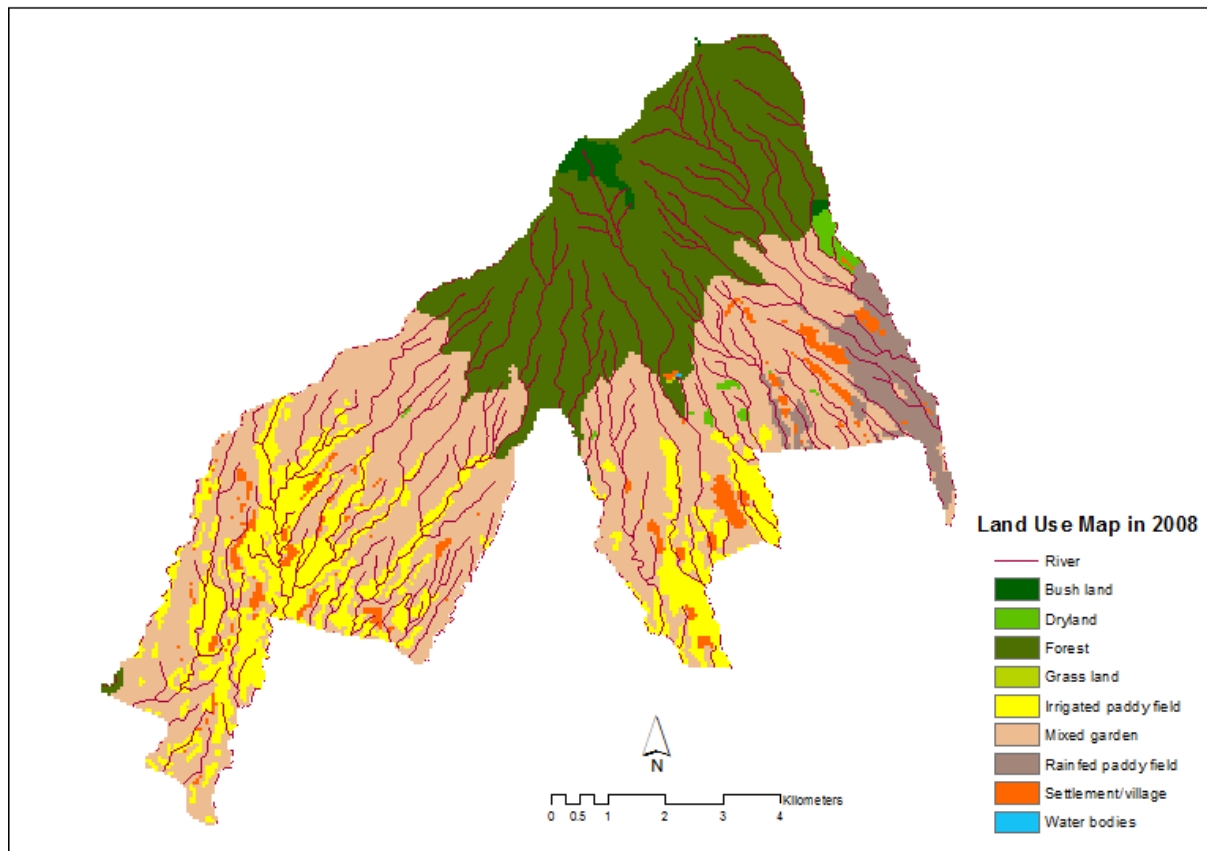 Land Use Map in 2008
River
Bush land
Dryland
Forest
Grass land
Irrigated paddy field
Mixed garden
Rainfed paddy field
Settlement/village
Water bodies
N
Kilometers
0 0.5 1 2 3 4